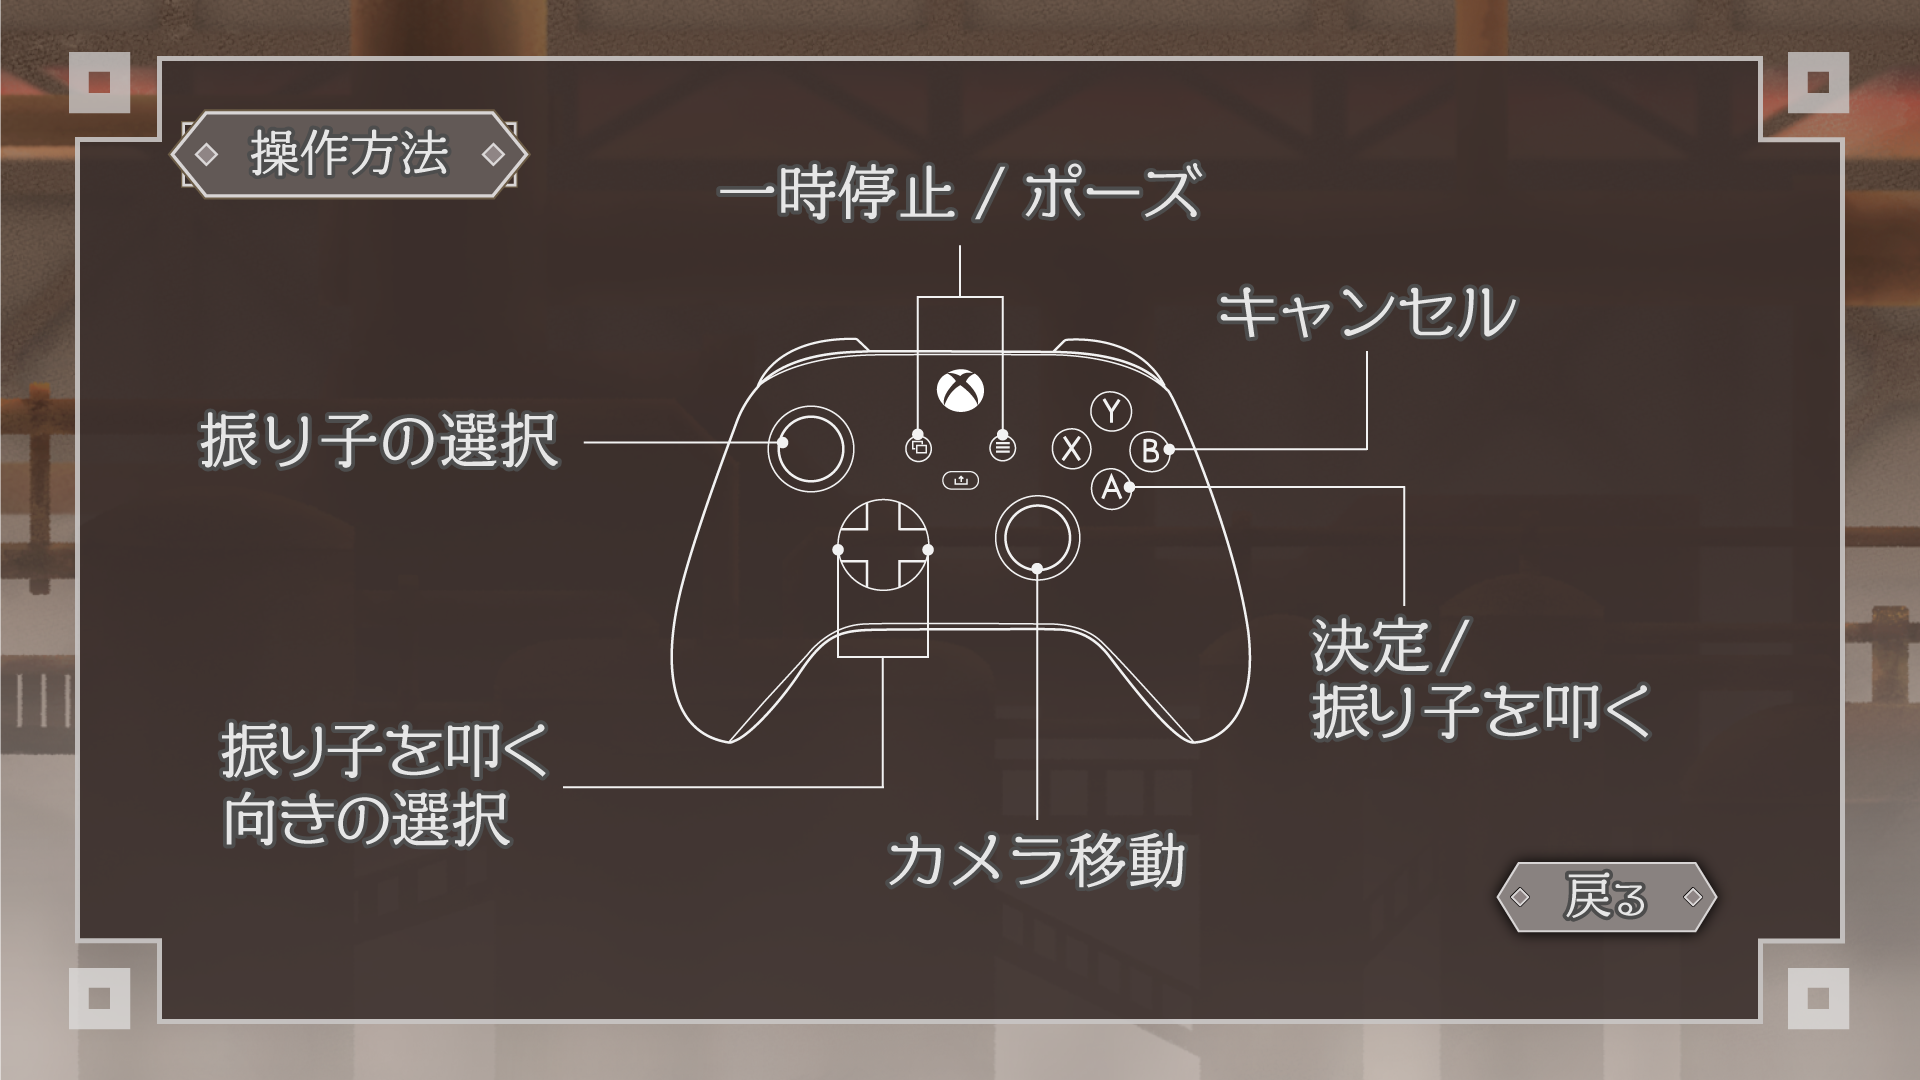 操作方法
一時停止 / ポーズ
キャンセル
振り子の選択
Y
X
B
A
決定/
振り子を叩く
振り子を叩く
向きの選択
カメラ移動
戻る